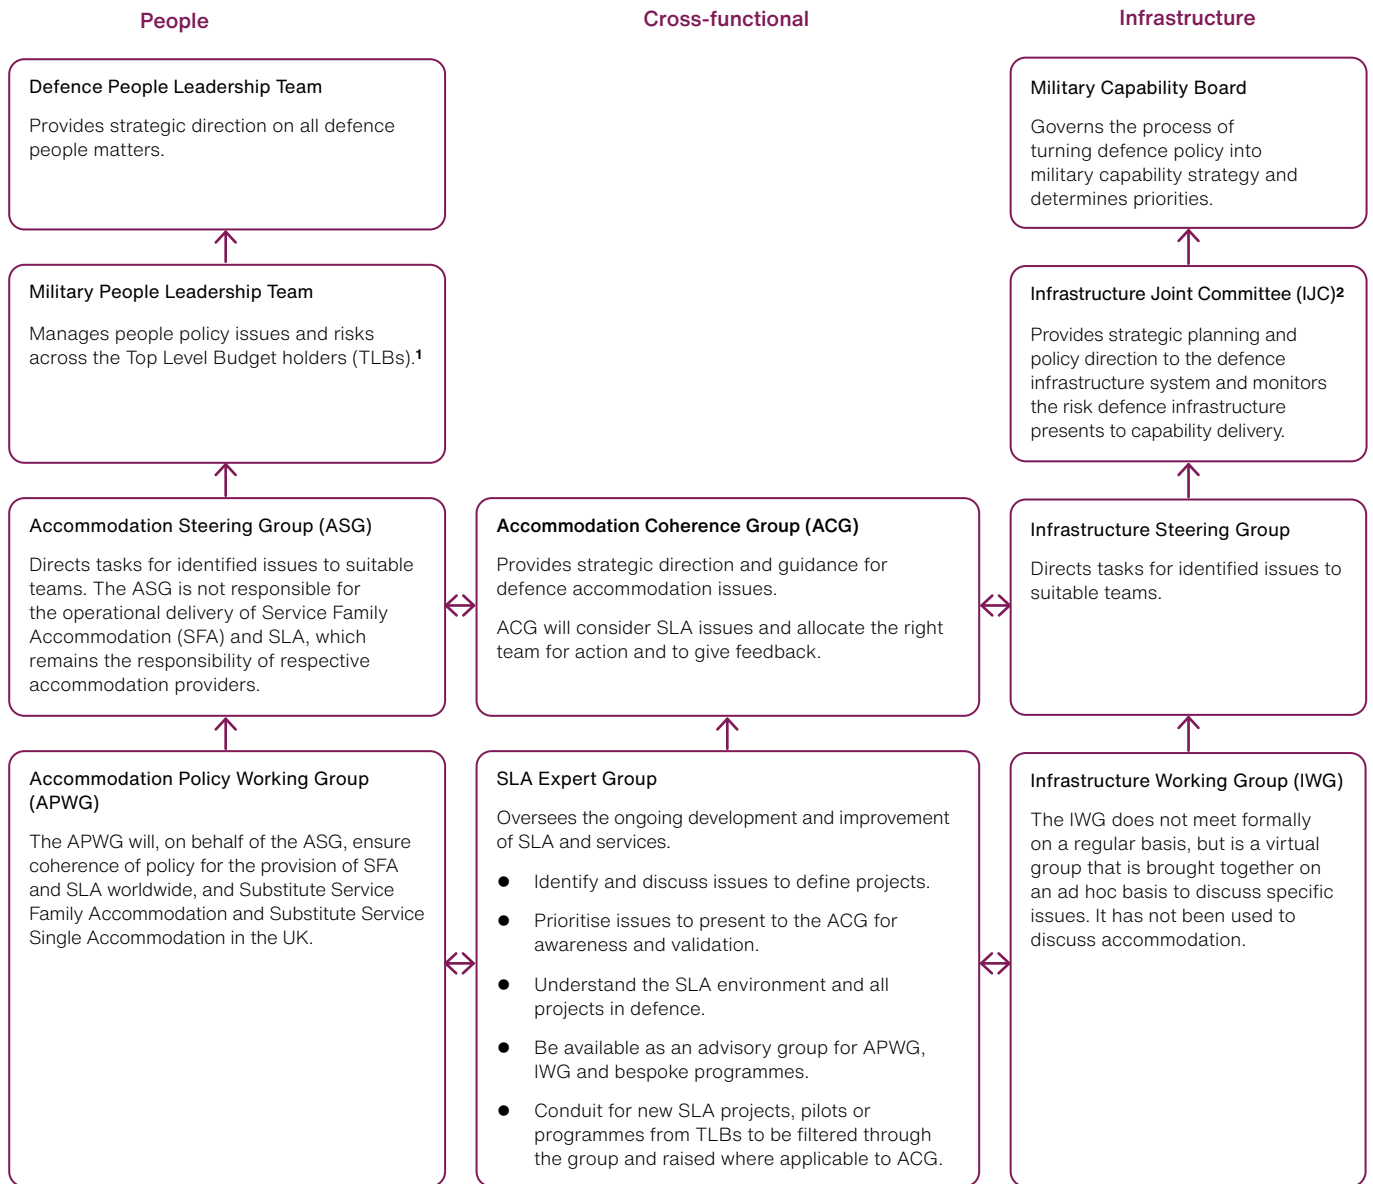 People
Cross-functional
Infrastructure
Defence People Leadership Team
Provides strategic direction on all defence
people matters.
Military Capability Board
Governs the process of
turning defence policy into
military capability strategy and
determines priorities.
Military People Leadership Team
Manages people policy issues and risks
across the Top Level Budget holders (TLBs).1
Infrastructure Joint Committee (IJC)2
Provides strategic planning and
policy direction to the defence
infrastructure system and monitors
the risk defence infrastructure
presents to capability delivery.
Accommodation Steering Group (ASG)
Directs tasks for identified issues to suitable
teams. The ASG is not responsible for
the operational delivery of Service Family
Accommodation (SFA) and SLA, which
remains the responsibility of respective
accommodation providers.
Accommodation Coherence Group (ACG)
Provides strategic direction and guidance for
defence accommodation issues.
ACG will consider SLA issues and allocate the right
team for action and to give feedback.
Infrastructure Steering Group
Directs tasks for identified issues to
suitable teams.
Accommodation Policy Working Group
(APWG)
The APWG will, on behalf of the ASG, ensure
coherence of policy for the provision of SFA
and SLA worldwide, and Substitute Service
Family Accommodation and Substitute Service
Single Accommodation in the UK.
SLA Expert Group
Oversees the ongoing development and improvement
of SLA and services.
● Identify and discuss issues to define projects.
● Prioritise issues to present to the ACG for
awareness and validation.
● Understand the SLA environment and all
projects in defence.
● Be available as an advisory group for APWG,
IWG and bespoke programmes.
● Conduit for new SLA projects, pilots or
programmes from TLBs to be filtered through
the group and raised where applicable to ACG.
Infrastructure Working Group (IWG)
The IWG does not meet formally
on a regular basis, but is a virtual
group that is brought together on
an ad hoc basis to discuss specific
issues. It has not been used to
discuss accommodation.